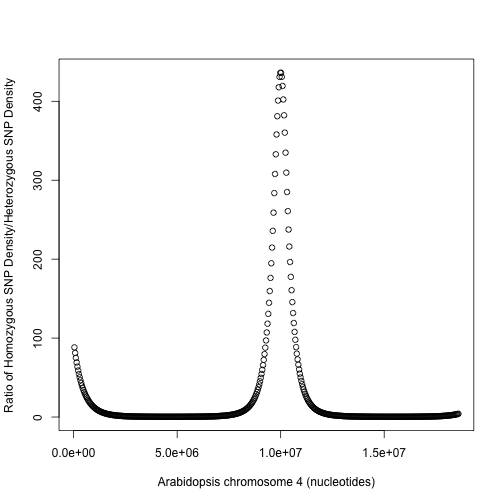 Ratio of Homozygous SNP Density/Heterozygous SNP Density
400
300
200
100
0
0.0e+00 5.0e+06 1.0e+07 1.5e+07
Arabidopsis chromosome 4 (nucleotides)